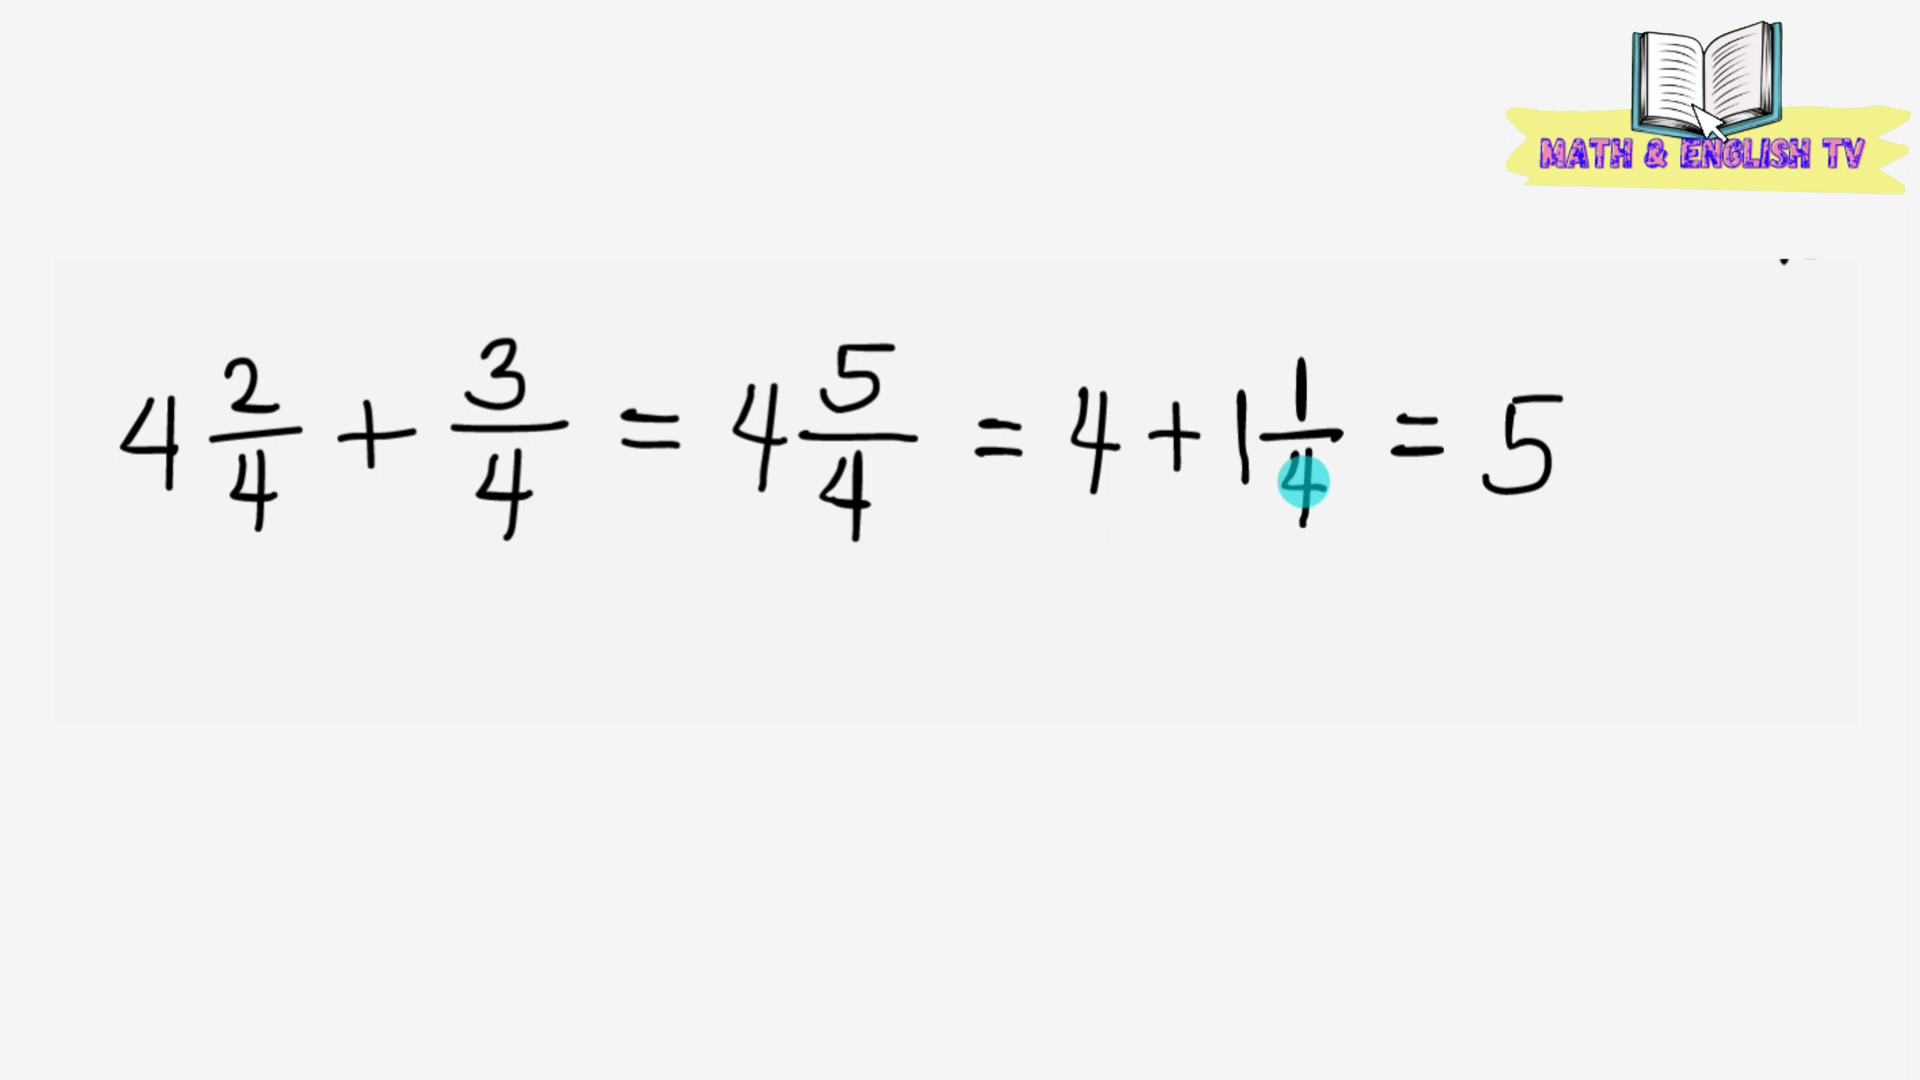 MATH & ENGLISH TV
4 2/4 + 3/4 = 4 5/4 = 4 + 1 1/4 = 5